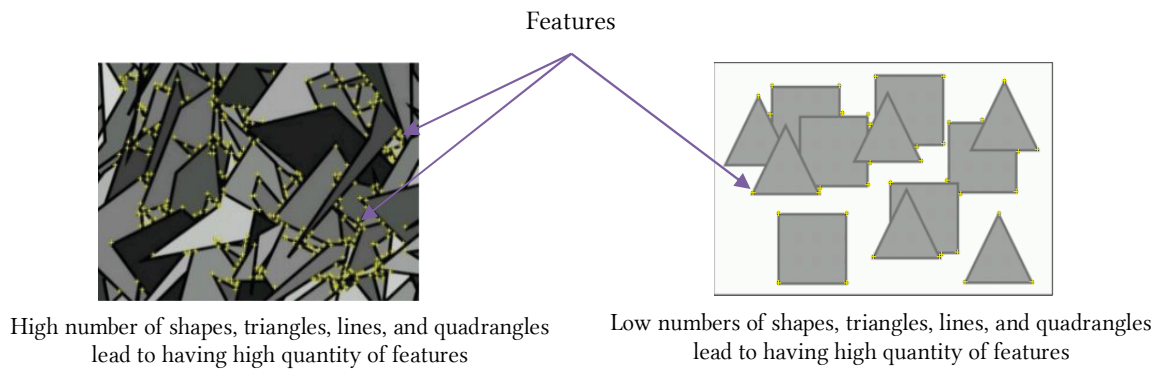 Features
High number of shapes, triangles, lines, and quadrangles
lead to having high quantity of features
Low numbers of shapes, triangles, lines, and quadrangles
lead to having high quantity of features